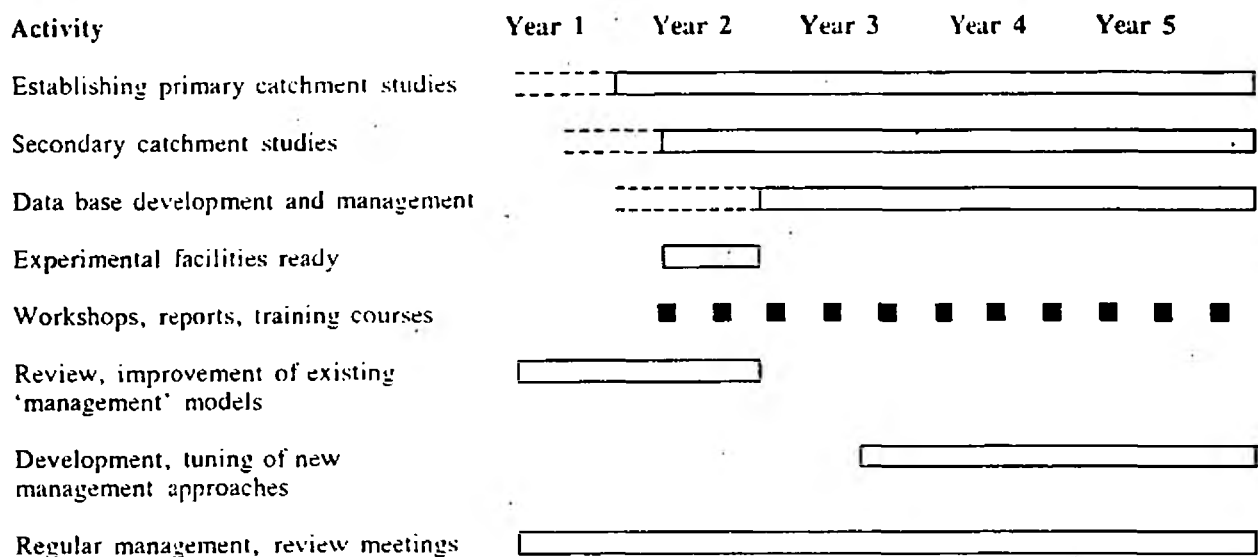 Activity Year 1 Year 2 Year 3 Year 4 Year 5
Establishing primary catchment studies
Secondary catchment studies
Data base development and management
Experimental facilities ready
Workshops, reports, training courses
Review, improvement of existing
‘management’ models
Development, tuning of new
management approaches
Regular management, review meetings